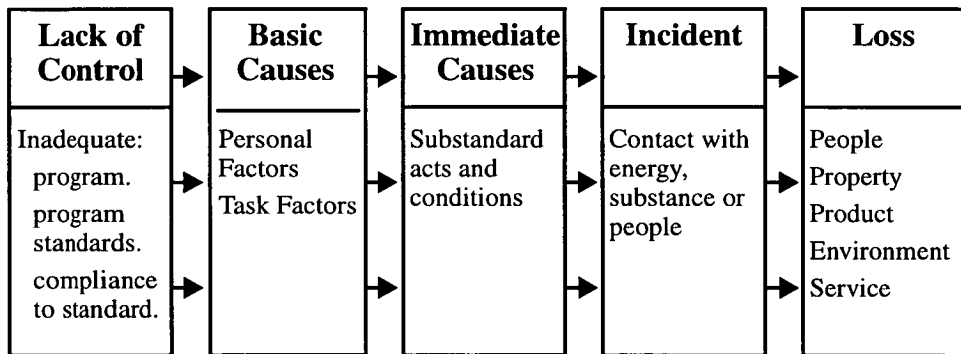 Lack of
Control
Inadequate:
program.
program
standards.
compliance
to standard.
Basic
Causes
Personal
Factors
Task Factors
Immediate
Causes
Substandard
acts and
conditions
Incident
Contact with
energy,
substance or
people
Loss
People
Property
Product
Environment
Service